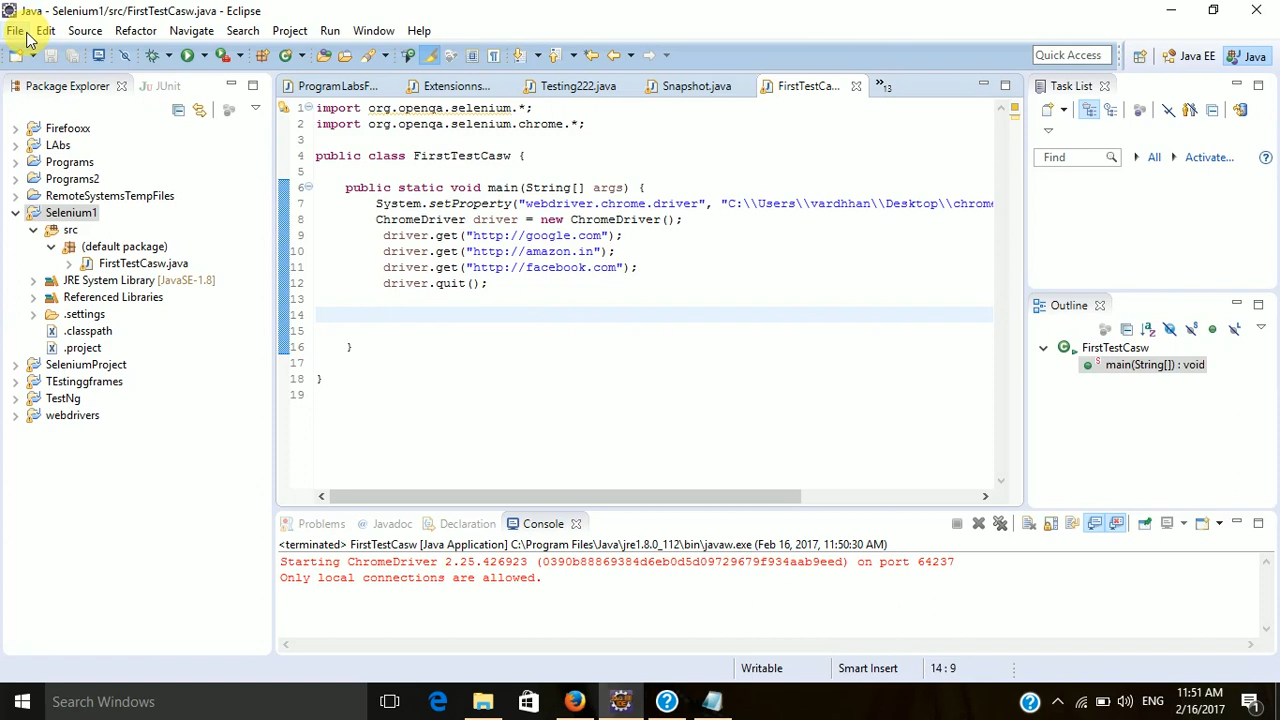 Java - Selenium1/src/FirstTestCasw.java - Eclipse
File Edit Source Refactor Navigate Search Project Run Window Help
Quick Access
Java EE
Java
Package Explorer
JUnit
Firefooxx
LAbs
Programs
Programs2
RemoteSystemsTempFiles
Selenium1
src
(default package)
FirstTestCasw.java
JRE System Library [JavaSE-1.8]
Referenced Libraries
.settings
.classpath
.project
SeleniumProject
TEstinggframes
TestNg
webdrivers
ProgramLabsF...
Extensionns...
Testing222.java
Snapshot.java
FirstTestCa...
»13
1 import org.openqa.selenium.*;
2 import org.openqa.selenium.chrome.*;
3
4 public class FirstTestCasw {
5
6 public static void main(String[] args) {
7 System.setProperty("webdriver.chrome.driver", "C:\\Users\\vardhhan\\Desktop\\chrome
8 ChromeDriver driver = new ChromeDriver();
9 driver.get("http://google.com");
10 driver.get("http://amazon.in");
11 driver.get("http://facebook.com");
12 driver.quit();
13
14
15
16 }
17
18 }
19
Task List
Find
All
Activate...
Outline
FirstTestCasw
main(String[]) : void
Problems
@ Javadoc
Declaration
Console
<terminated> FirstTestCasw [Java Application] C:\Program Files\Java\jre1.8.0_112\bin\javaw.exe (Feb 16, 2017, 11:50:30 AM)
Starting ChromeDriver 2.25.426923 (0390b88869384d6eb0d5d09729679f934aab9eed) on port 64237
Only local connections are allowed.
Writable
Smart Insert
14 : 9
Search Windows
ENG
11:51 AM
2/16/2017